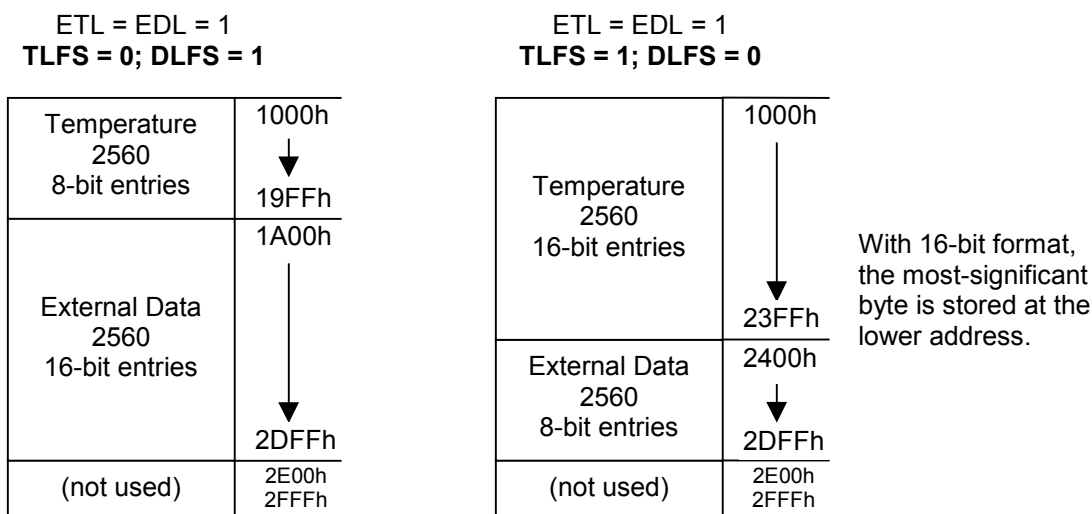 ETL = EDL = 1
TLFS = 0; DLFS = 1
Temperature
2560
8-bit entries
1000h
19FFh
External Data
2560
16-bit entries
1A00h
2DFFh
(not used)
2E00h
2FFFh
ETL = EDL = 1
TLFS = 1; DLFS = 0
Temperature
2560
16-bit entries
1000h
23FFh
External Data
2560
8-bit entries
2400h
2DFFh
(not used)
2E00h
2FFFh
With 16-bit format,
the most-significant
byte is stored at the
lower address.